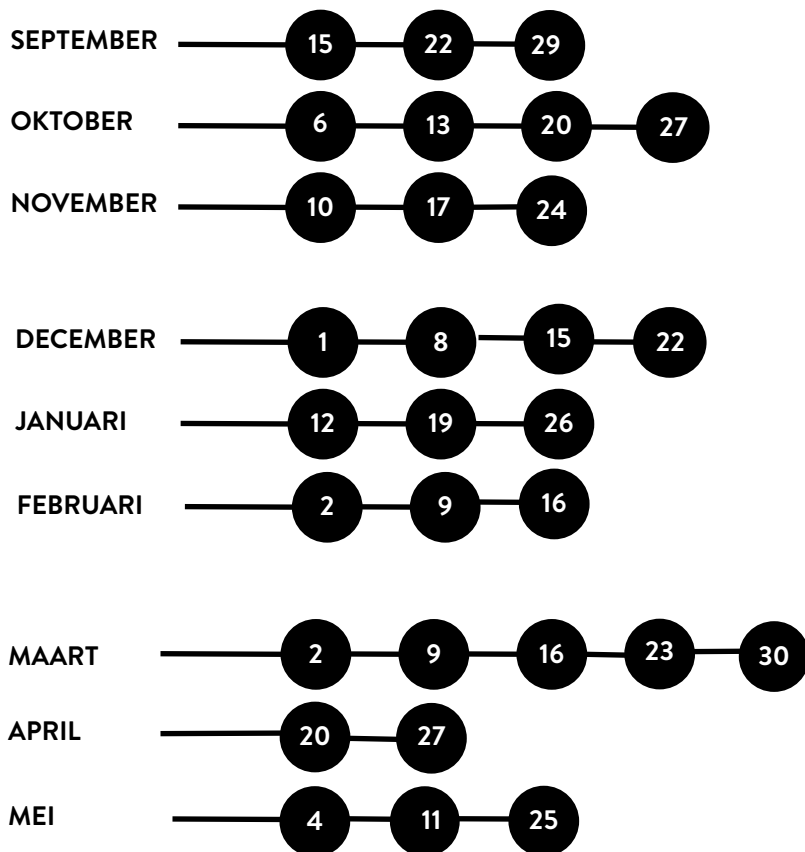 SEPTEMBER 15 22 29
OKTOBER 6 13 20 27
NOVEMBER 10 17 24
DECEMBER 1 8 15 22
JANUARI 12 19 26
FEBRUARI 2 9 16
MAART 2 9 16 23 30
APRIL 20 27
MEI 4 11 25